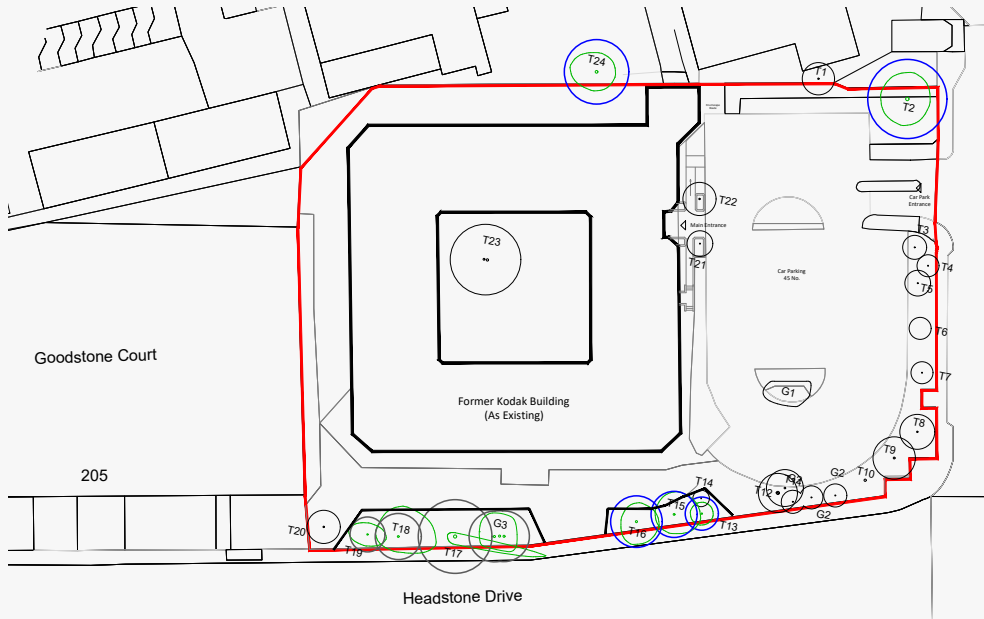 T24
T1
T2
T22
Car Park
Entrance
Main Entrance
T3
T23
T21
T4
Car Parking
45 No.
T5
T6
Goodstone Court
T7
G1
Former Kodak Building
(As Existing)
T8
T9
205
T10
G2
T14
T12
T15
G2
T13
T16
T20
T18
G3
T19
T17
Headstone Drive